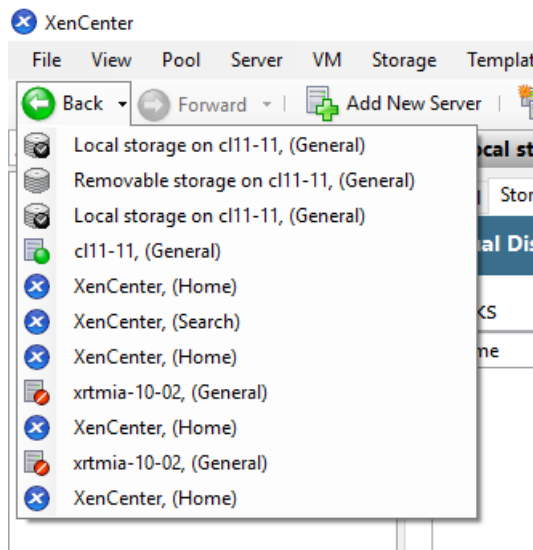 XenCenter
File View Pool Server VM Storage
Back Forward Add New Server
Local storage on cl11-11, (General)
Removable storage on cl11-11, (General)
Local storage on cl11-11, (General)
cl11-11, (General)
XenCenter, (Home)
XenCenter, (Search)
XenCenter, (Home)
xrtmia-10-02, (General)
XenCenter, (Home)
xrtmia-10-02, (General)
XenCenter, (Home)